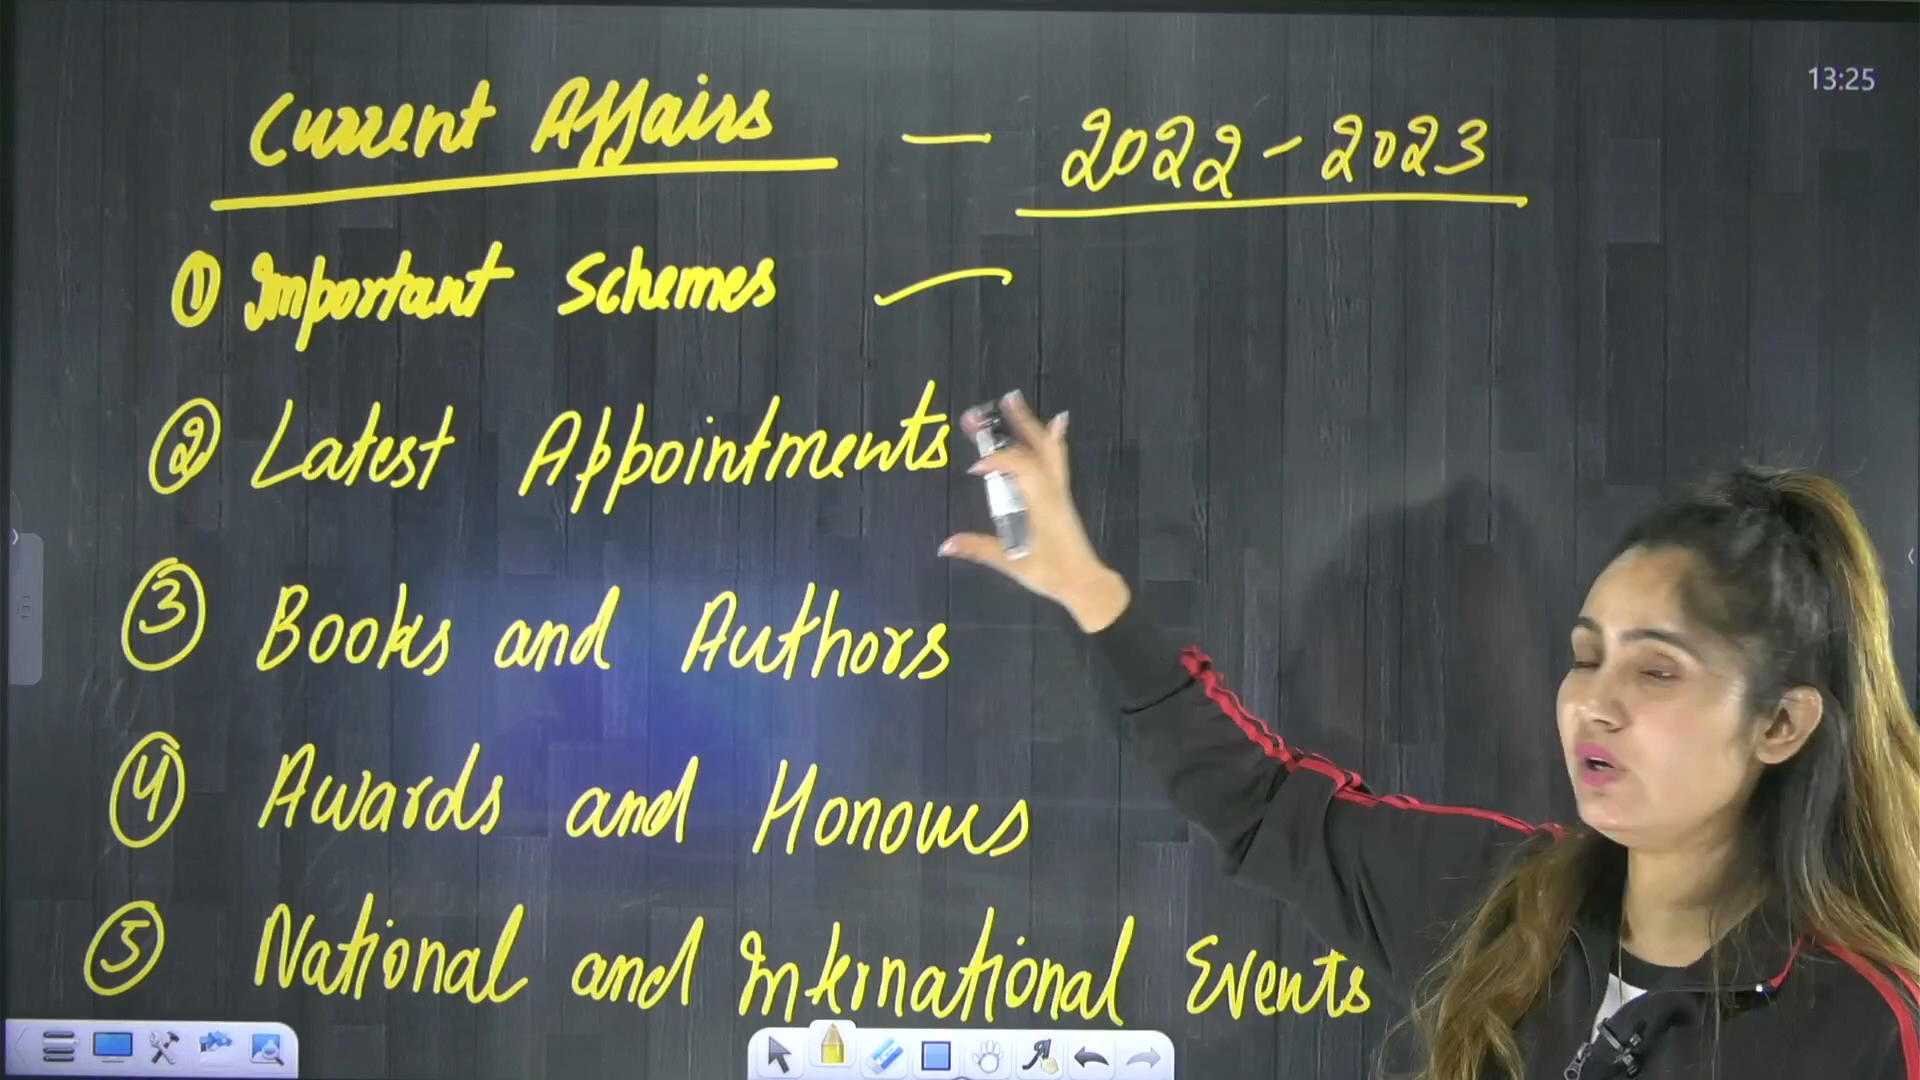 13:25
Current Affairs — 2022-2023
① Important Schemes —
② Latest Appointments
③ Books and Authors
④ Awards and Honours
⑤ National and International Events